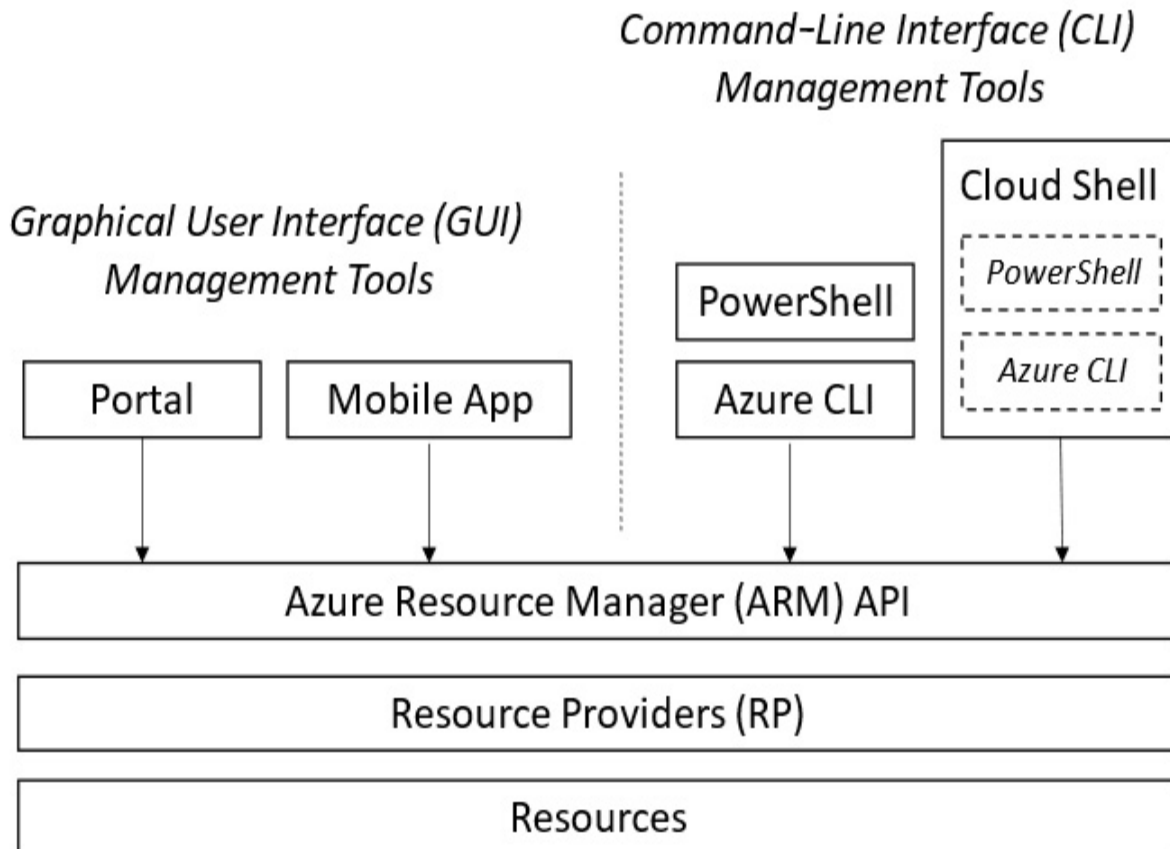 Command-Line Interface (CLI)
Management Tools
Cloud Shell
PowerShell
Azure CLI
Graphical User Interface (GUI)
Management Tools
PowerShell
Portal
Mobile App
Azure CLI
Azure Resource Manager (ARM) API
Resource Providers (RP)
Resources